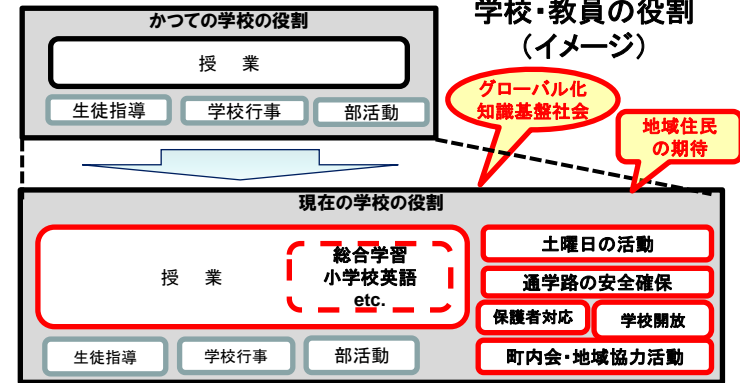 学校・教員の役割
(イメージ)
かつての学校の役割
授　業
生徒指導
学校行事
部活動
グローバル化
知識基盤社会
地域住民
の期待
現在の学校の役割
授　業
総合学習
小学校英語
etc.
土曜日の活動
通学路の安全確保
保護者対応
学校開放
町内会・地域協力活動
生徒指導
学校行事
部活動